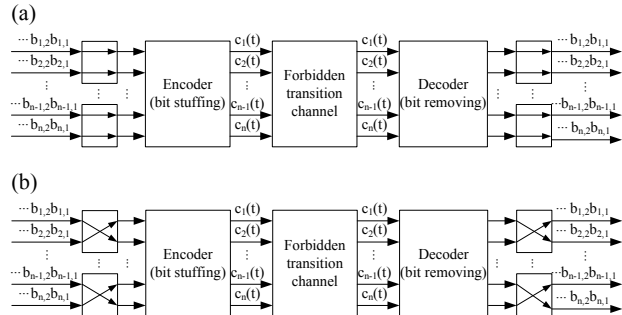 (a)
··· b1,2b1,1
··· b2,2b2,1
⋮
··· bn-1,2bn-1,1
··· bn,2bn,1
⋮ ⋮
Encoder
(bit stuffing)
c1(t)
c2(t)
⋮
cn-1(t)
cn(t)
Forbidden
transition
channel
c1(t)
c2(t)
⋮
cn-1(t)
cn(t)
Decoder
(bit removing)
⋮ ⋮
··· b1,2b1,1
··· b2,2b2,1
⋮
··· bn-1,2bn-1,1
··· bn,2bn,1
(b)
··· b1,2b1,1
··· b2,2b2,1
⋮
··· bn-1,2bn-1,1
··· bn,2bn,1
⋮ ⋮
Encoder
(bit stuffing)
c1(t)
c2(t)
⋮
cn-1(t)
cn(t)
Forbidden
transition
channel
c1(t)
c2(t)
⋮
cn-1(t)
cn(t)
Decoder
(bit removing)
⋮ ⋮
··· b1,2b1,1
··· b2,2b2,1
⋮
··· bn-1,2bn-1,1
··· bn,2bn,1